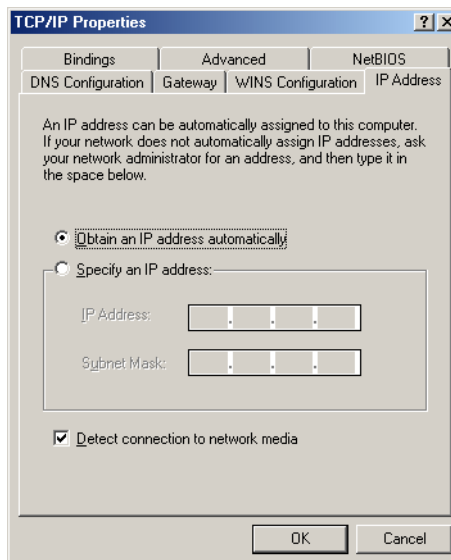 TCP/IP Properties
Bindings Advanced NetBIOS
DNS Configuration Gateway WINS Configuration IP Address
An IP address can be automatically assigned to this computer.
If your network does not automatically assign IP addresses, ask
your network administrator for an address, and then type it in
the space below.
Obtain an IP address automatically
Specify an IP address:
IP Address:
Subnet Mask:
Detect connection to network media
OK Cancel